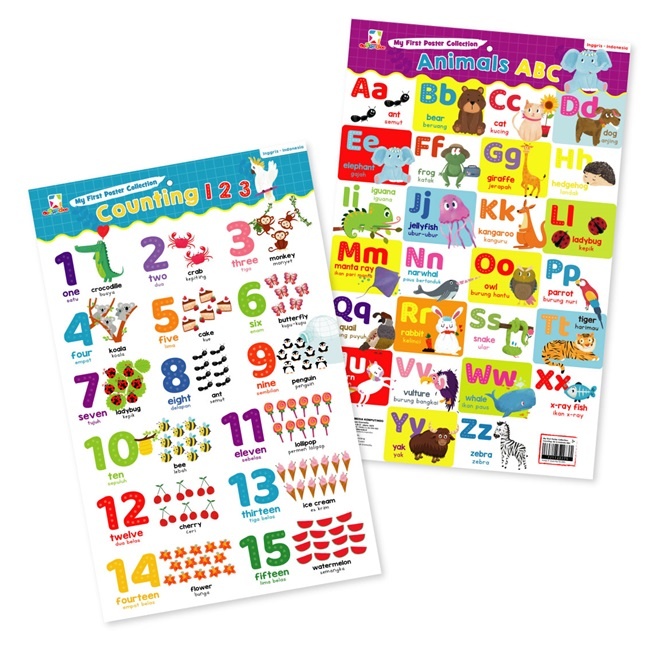 Inggris - Indonesia
My First Poster Collection
Counting 1 2 3
1
one
satu
crocodile
buaya
2
two
dua
crab
kepiting
3
three
tiga
monkey
monyet
4
four
empat
koala
koala
5
five
lima
cake
kue
6
six
enam
butterfly
kupu-kupu
7
seven
tujuh
ladybug
kepik
8
eight
delapan
ant
semut
9
nine
sembilan
penguin
penguin
10
ten
sepuluh
bee
lebah
11
eleven
sebelas
lollipop
permen lollipop
12
twelve
dua belas
cherry
ceri
13
thirteen
tiga belas
ice cream
es krim
14
fourteen
empat belas
flower
bunga
15
fifteen
lima belas
watermelon
semangka
Inggris - Indonesia
My First Poster Collection
Animals ABC
Aa
ant
semut
Bb
bear
beruang
Cc
cat
kucing
Dd
dog
anjing
Ee
elephant
gajah
Ff
frog
katak
Gg
giraffe
jerapah
Hh
hedgehog
landak
Ii
iguana
iguana
Jj
jellyfish
ubur-ubur
Kk
kangaroo
kanguru
Ll
ladybug
kepik
Mm
manta ray
ikan pari
Nn
narwhal
paus bertanduk
Oo
owl
burung hantu
Pp
parrot
burung nuri
Qq
quail
burung puyuh
Rr
rabbit
kelinci
Ss
snake
ular
Tt
tiger
harimau
Vv
vulture
burung bangkai
Ww
whale
ikan paus
Xx
x-ray fish
ikan x-ray
Yy
yak
yak
Zz
zebra
zebra